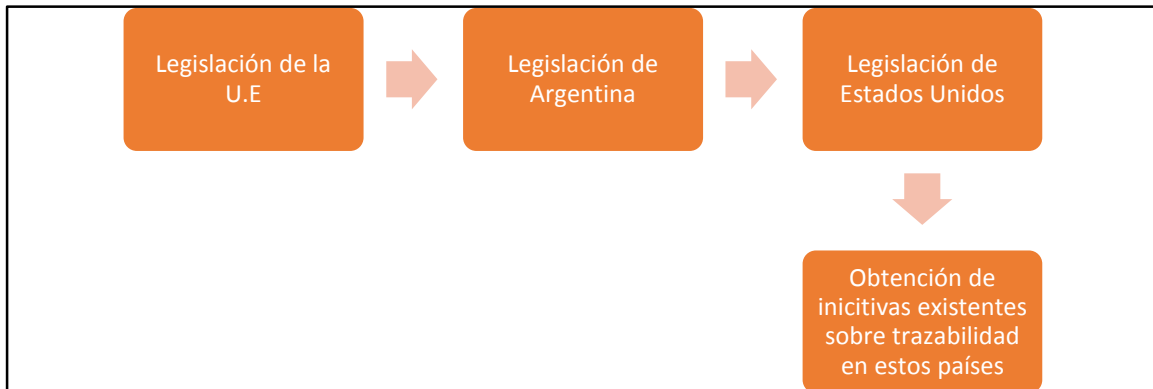 Legislación de la
U.E
Legislación de
Argentina
Legislación de
Estados Unidos
Obtención de
inicitivas existentes
sobre trazabilidad
en estos países